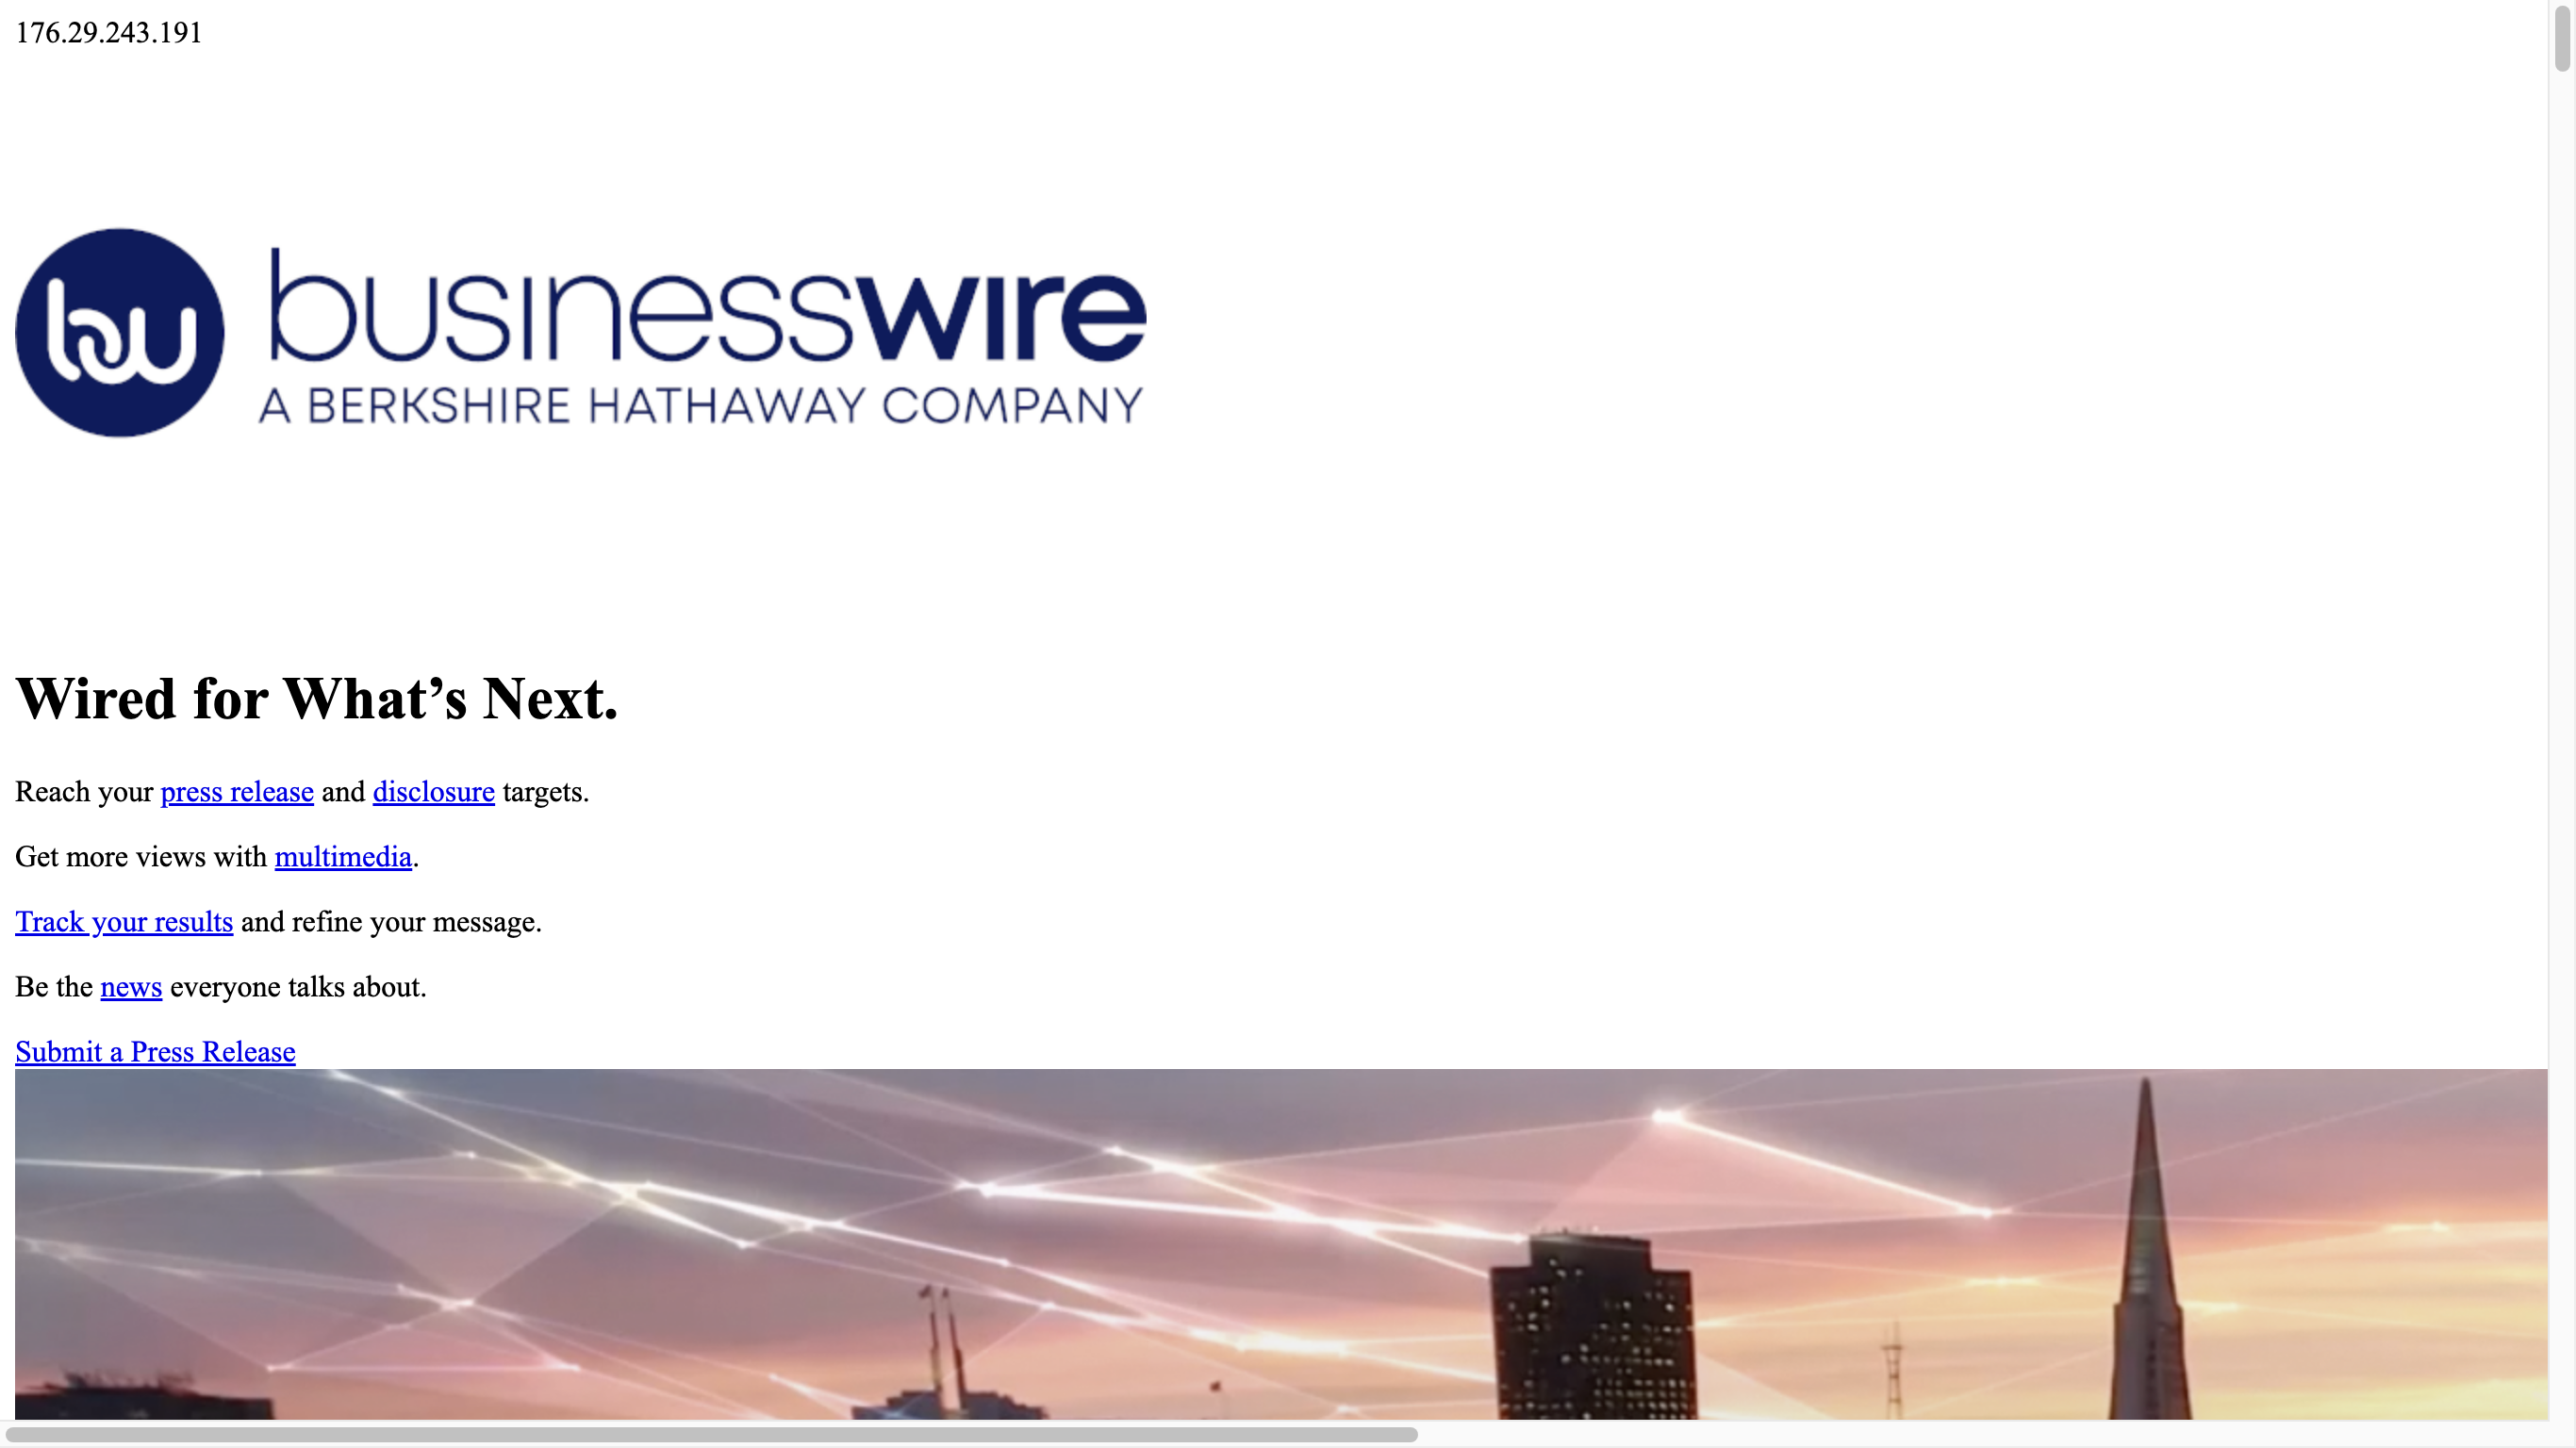 176.29.243.191
bw businesswire
A BERKSHIRE HATHAWAY COMPANY
Wired for What’s Next.
Reach your press release and disclosure targets.
Get more views with multimedia.
Track your results and refine your message.
Be the news everyone talks about.
Submit a Press Release